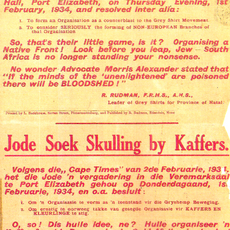 Hall, Port Elizabeth, on Thursday Evening, 1st
February, 1934, and resolved inter alia:
1. To form an Organisation as a counterblast to the Grey Shirt Movement.
2. To consider SERIOUSLY the forming of NON-EUROPEAN Branches of
that Organisation
So, that's their little game, is it? Organising a
Native Front! Look before you leap, Jew — South
Africa is no longer standing your nonsense.
No wonder Advocate Morris Alexander stated that
"If the minds of the 'unenlightened' are poisoned
there will be BLOODSHED!"
R. RUDMAN, P.R.H.B., A.H.B.,
Leader of Grey Shirts for Province of Natal.
Jode Soek Skulling by Kaffers.
Volgens die „Cape Times" van 2de Februarie, 1934,
het die Jode 'n vergadering in die Veremarksaal
te Port Elizabeth gehou op Donderdagaand, 1s.
Februarie, 1934, en o.a. besluit:
1. Om 'n Organisasie te vorm as 'n teenstoot vir die Gryshemp Beweging.
2. Om ernstig te oorweeg takke van gesegde Organisasie uit KAFFERS EN
KLEURLINGE te stig.
O, so! Dis hulle idee, ne? Hulle organiseer 'n